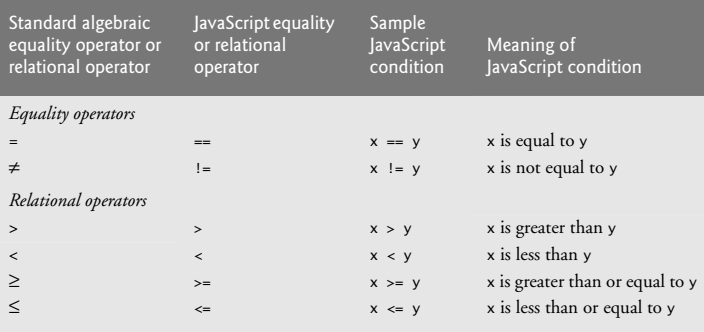 Standard algebraic equality operator or relational operator | JavaScript equality or relational operator | Sample JavaScript condition | Meaning of JavaScript condition
Equality operators
= | == | x == y | x is equal to y
≠ | != | x != y | x is not equal to y
Relational operators
> | > | x > y | x is greater than y
< | < | x < y | x is less than y
≥ | >= | x >= y | x is greater than or equal to y
≤ | <= | x <= y | x is less than or equal to y